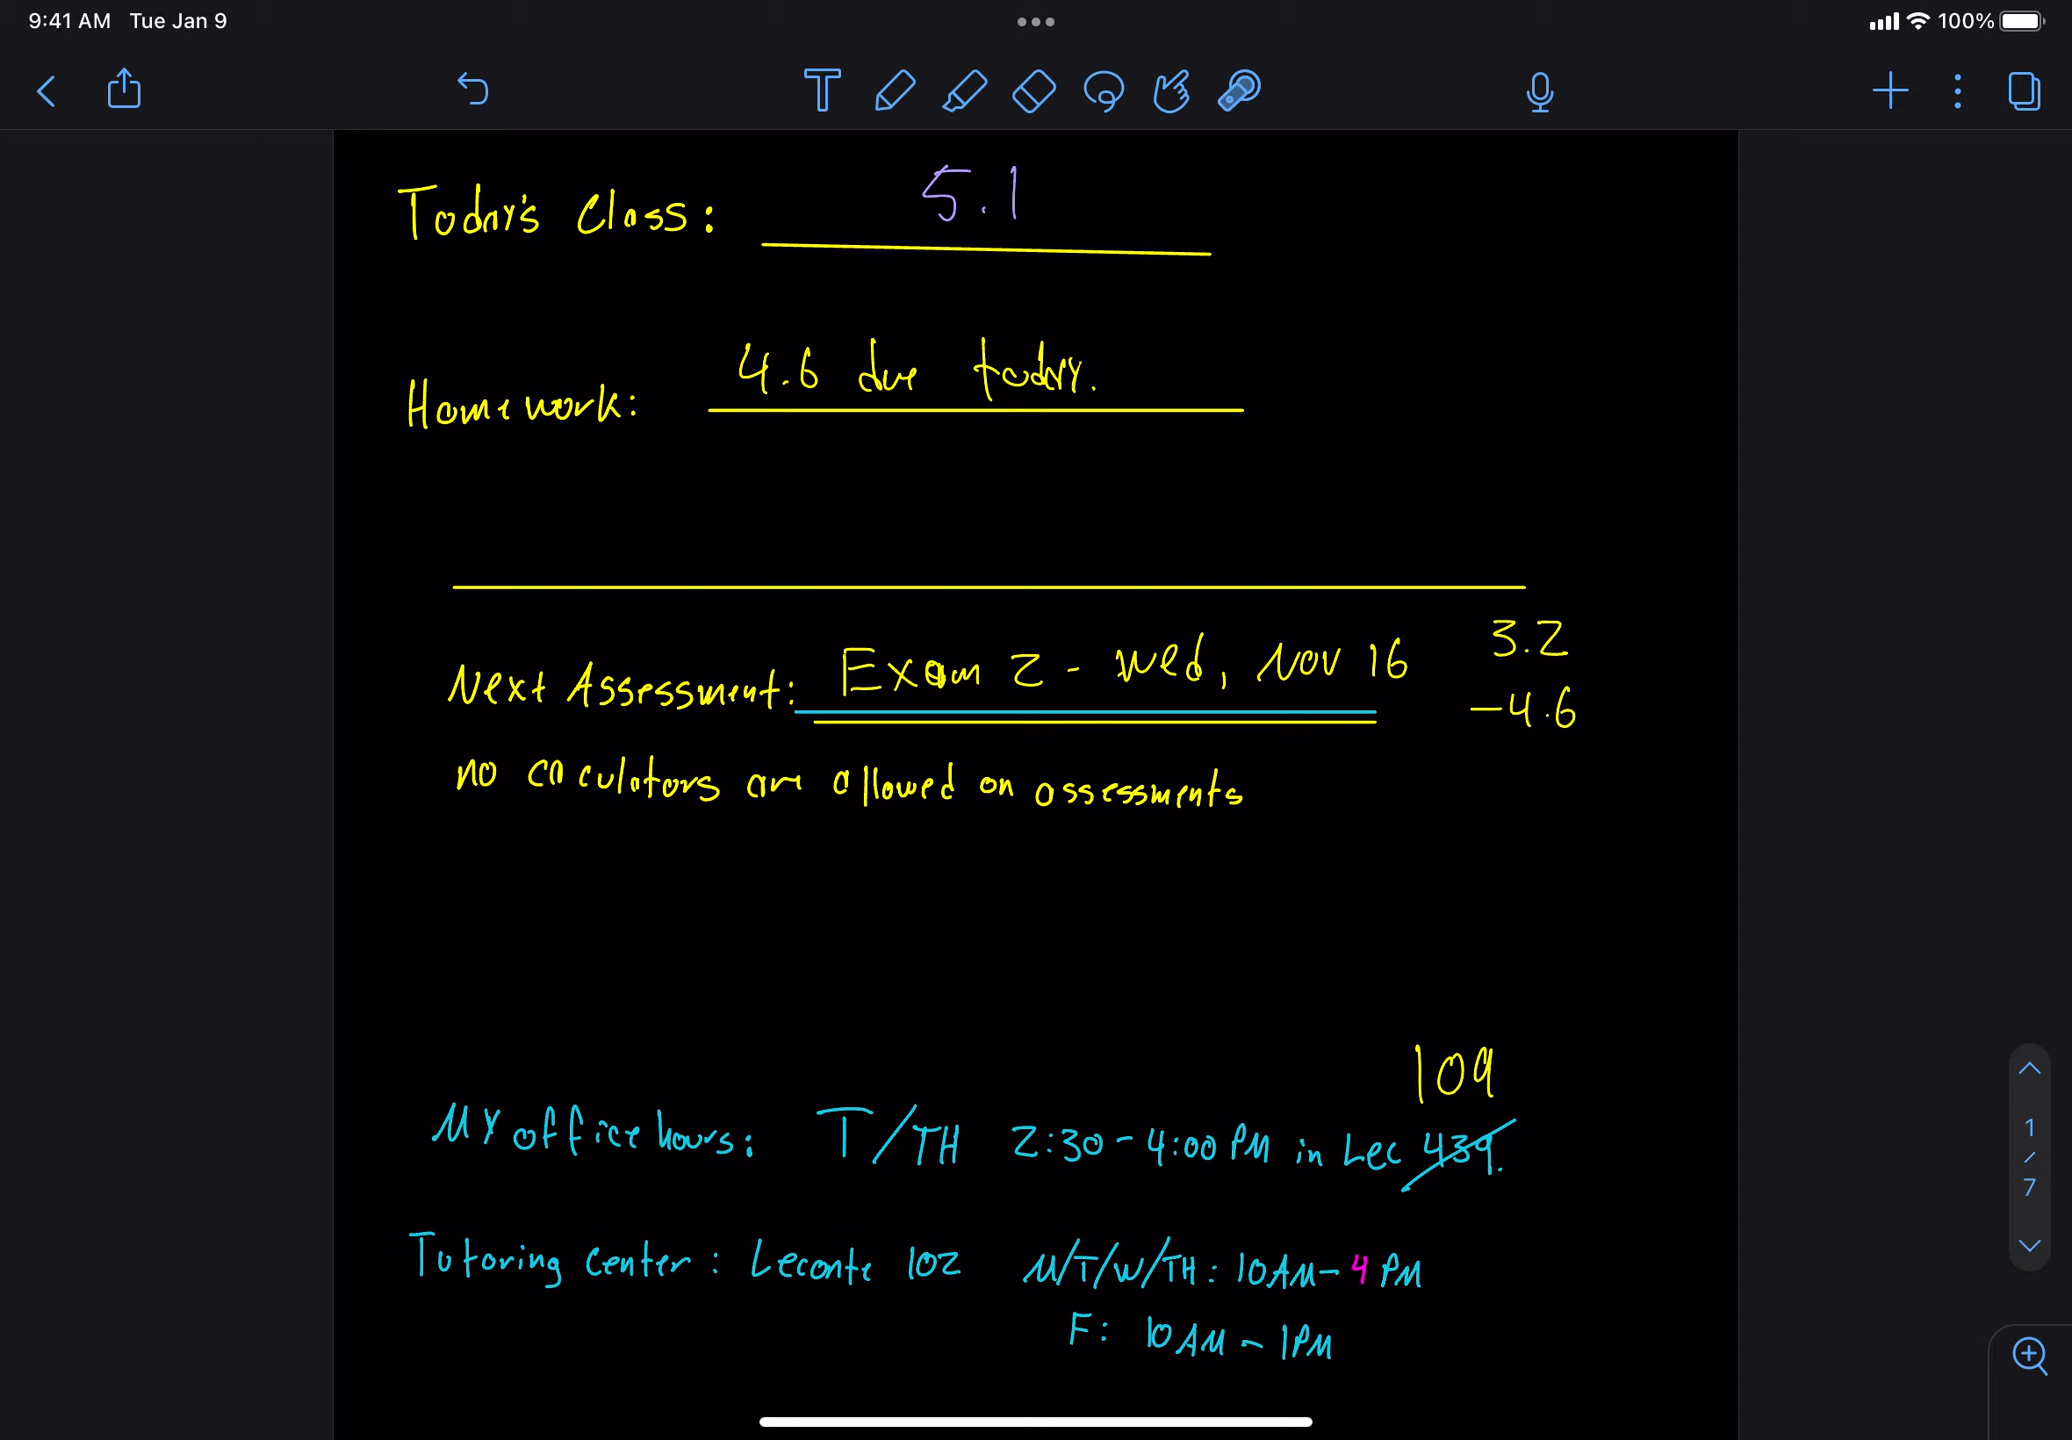 9:41 AM Tue Jan 9
100%
Today's Class: 5.1
Homework: 4.6 due today.
Next Assessment: Exam 2 - Wed, Nov 16 3.2
-4.6
no calculators are allowed on assessments
109
My office hours: T/TH 2:30-4:00 PM in Lec 439.
Tutoring center: Leconte 102 M/T/W/TH: 10AM-4 PM
F: 10AM - 1PM
1
/
7